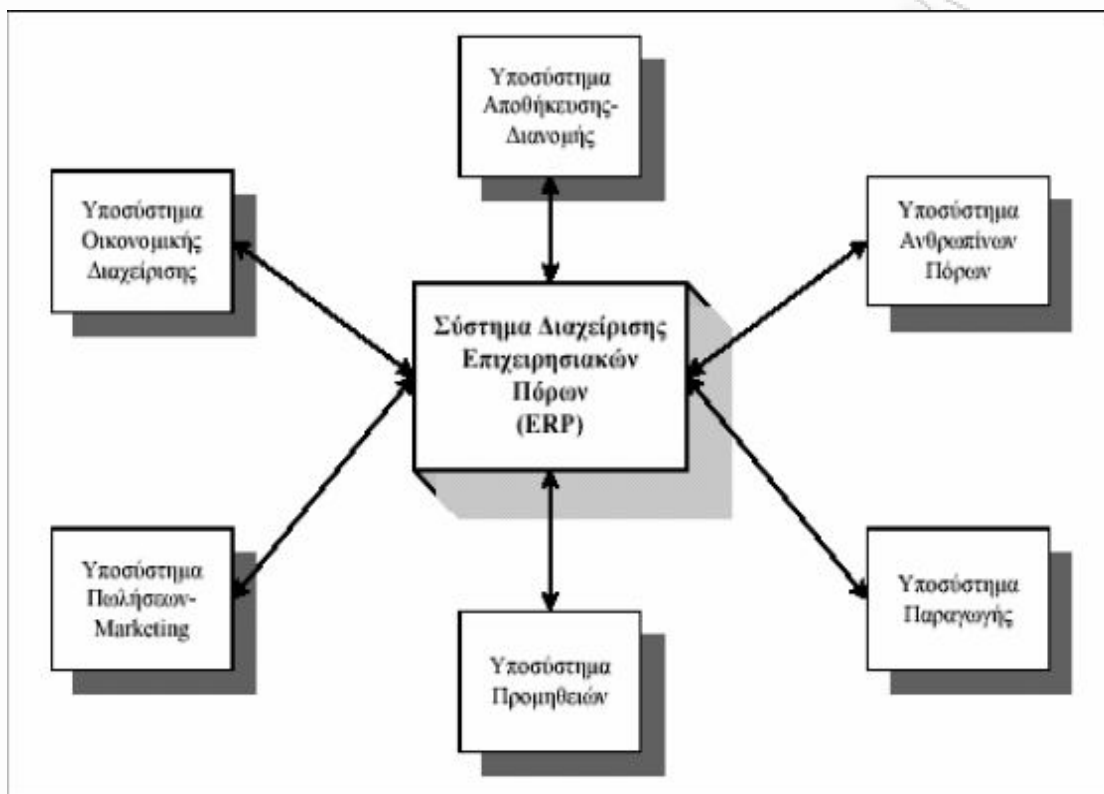 Υποσύστημα
Αποθήκευσης-
Διανομής
Υποσύστημα
Οικονομικής
Διαχείρισης
Υποσύστημα
Ανθρωπίνων
Πόρων
Σύστημα Διαχείρισης
Επιχειρησιακών
Πόρων
(ERP)
Υποσύστημα
Πωλήσεων-
Marketing
Υποσύστημα
Προμηθειών
Υποσύστημα
Παραγωγής